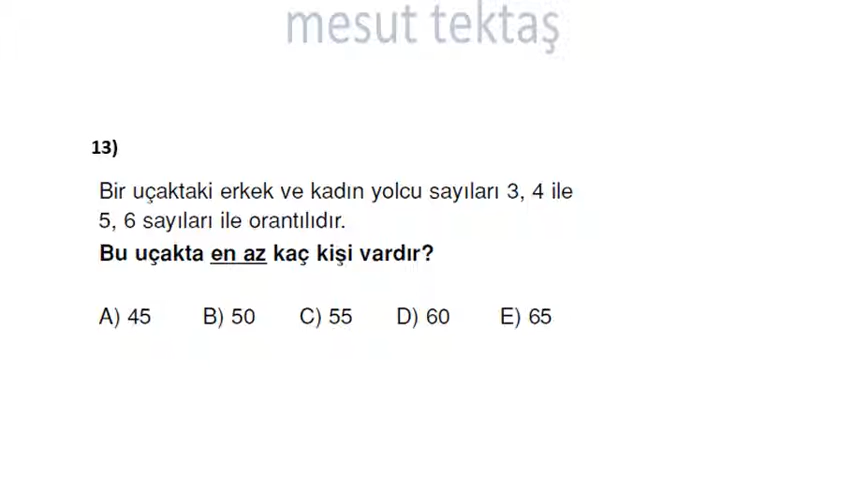 mesut tektaş
13)
Bir uçaktaki erkek ve kadın yolcu sayıları 3, 4 ile
5, 6 sayıları ile orantılıdır.
Bu uçakta en az kaç kişi vardır?
A) 45 B) 50 C) 55 D) 60 E) 65